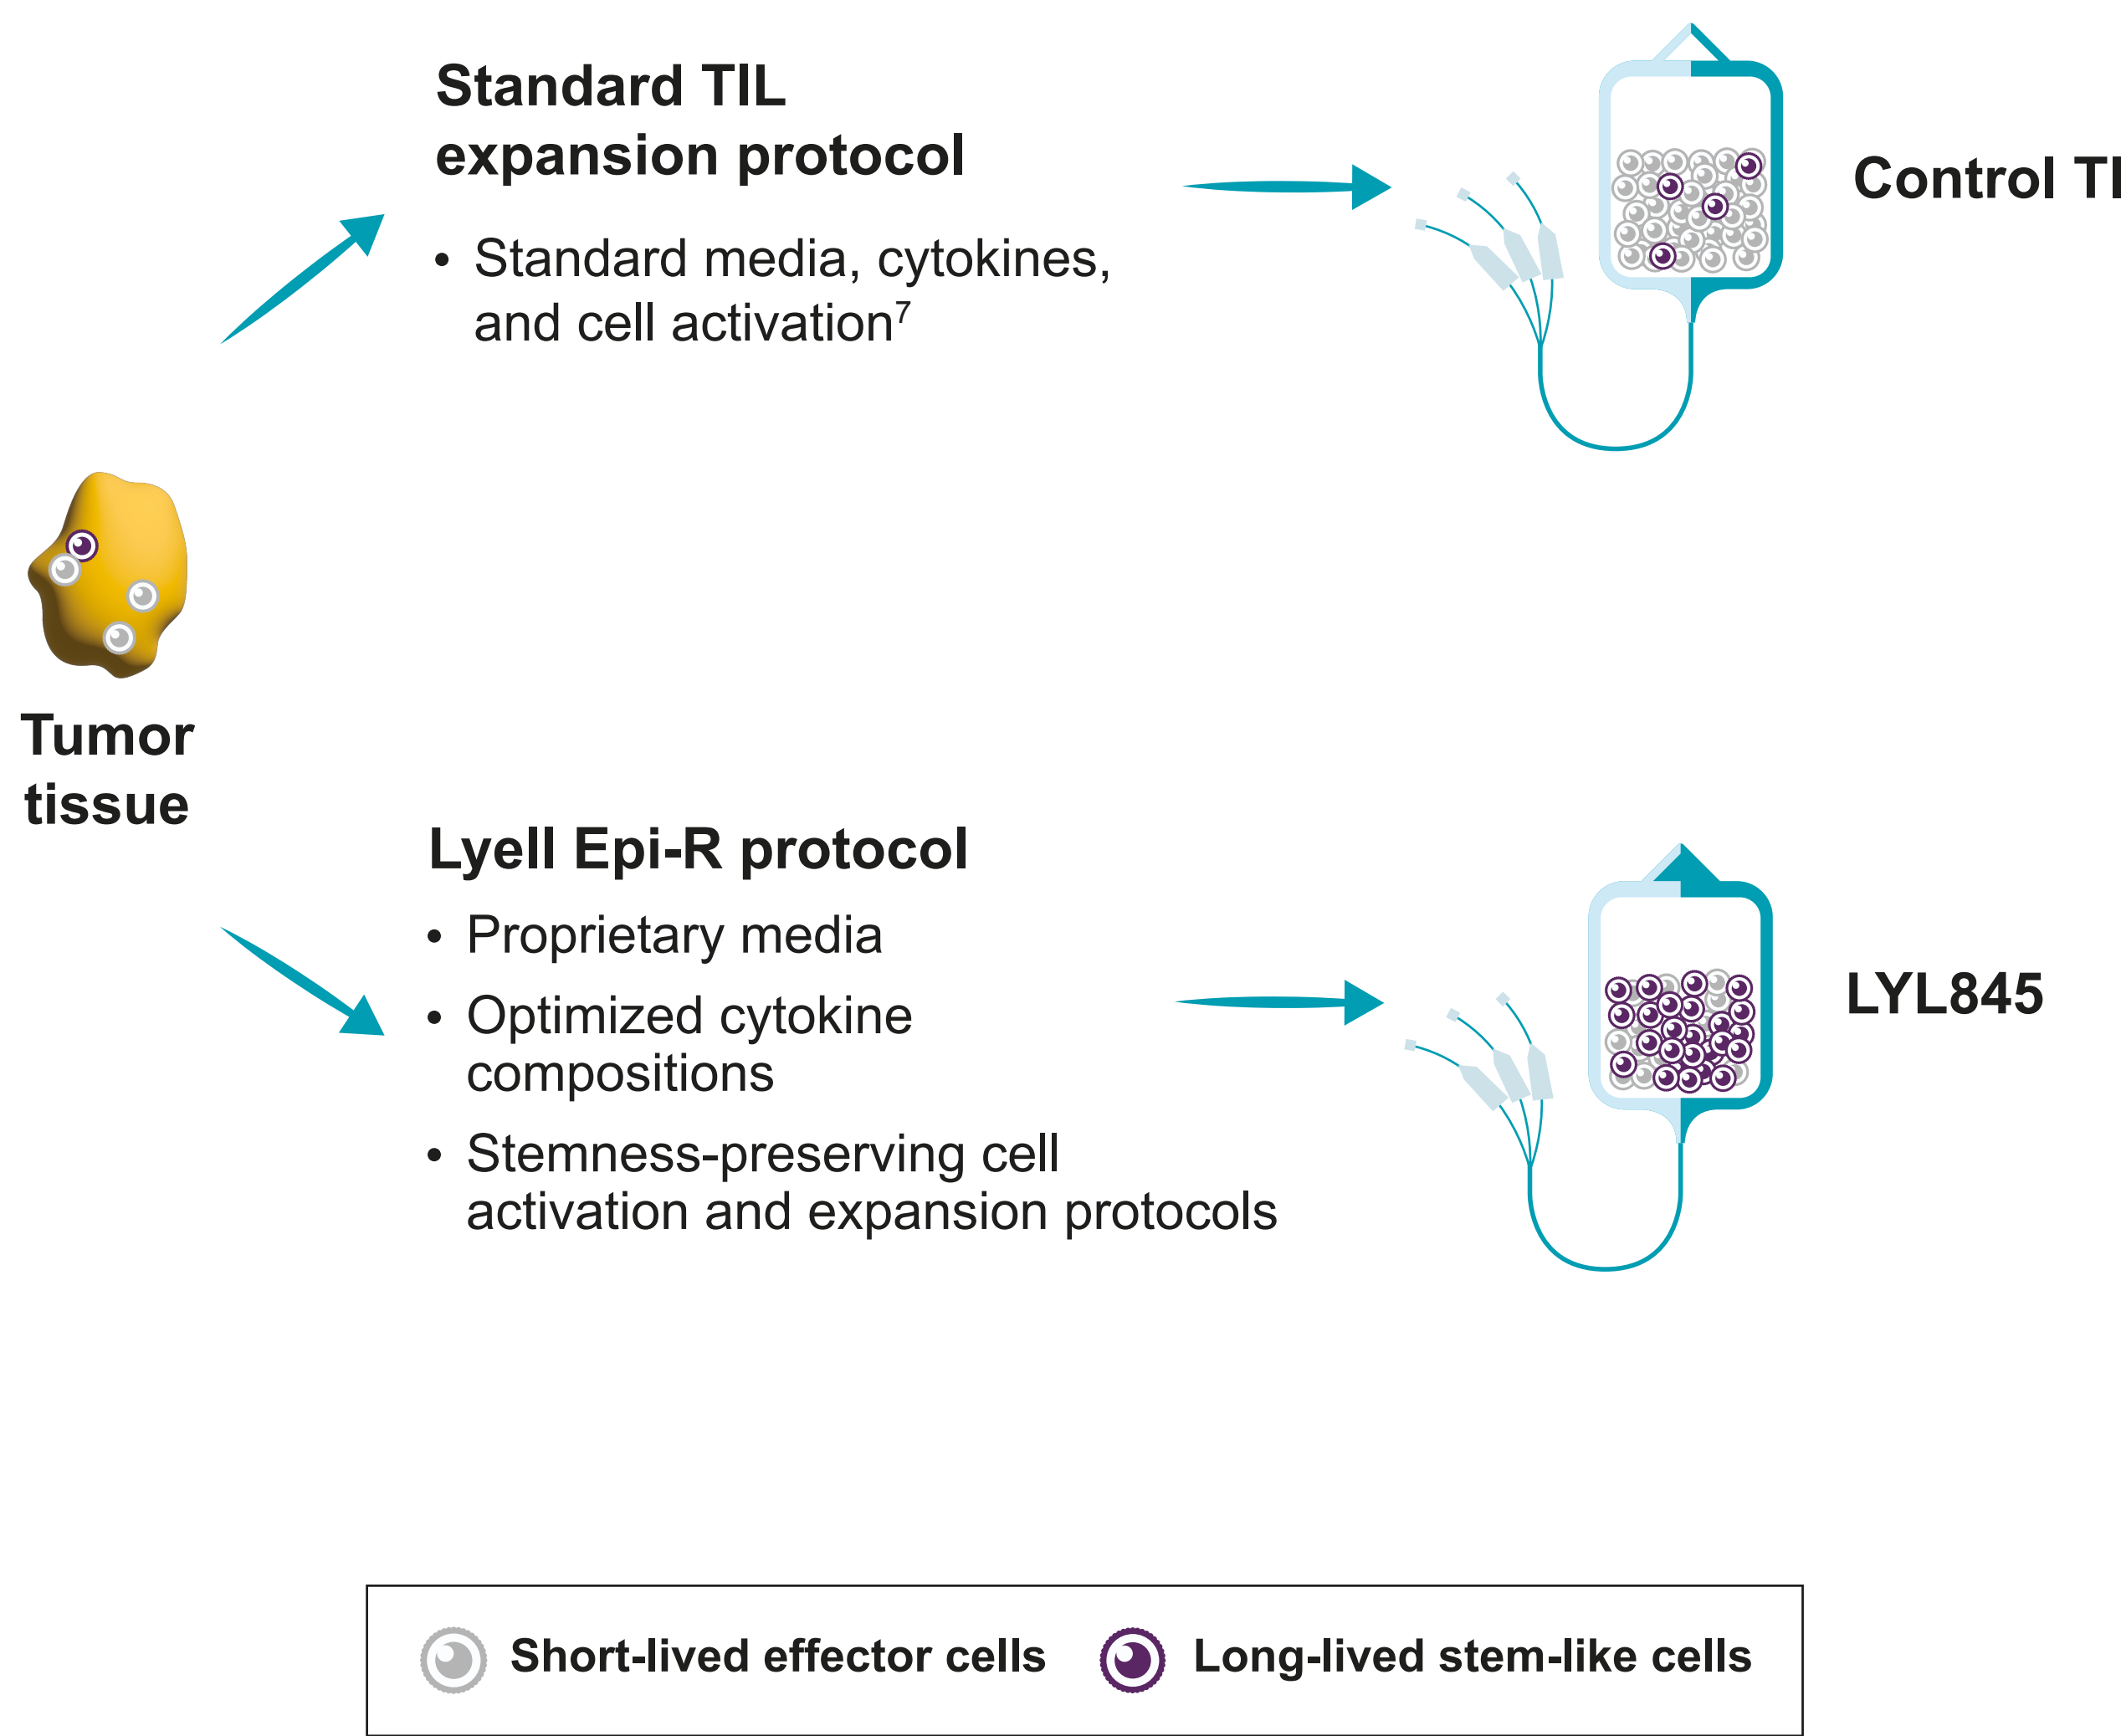 Standard TIL
expansion protocol
• Standard media, cytokines,
and cell activation⁷
Control TI
Tumor
tissue
Lyell Epi-R protocol
• Proprietary media
• Optimized cytokine
compositions
• Stemness-preserving cell
activation and expansion protocols
LYL845
Short-lived effector cells
Long-lived stem-like cells